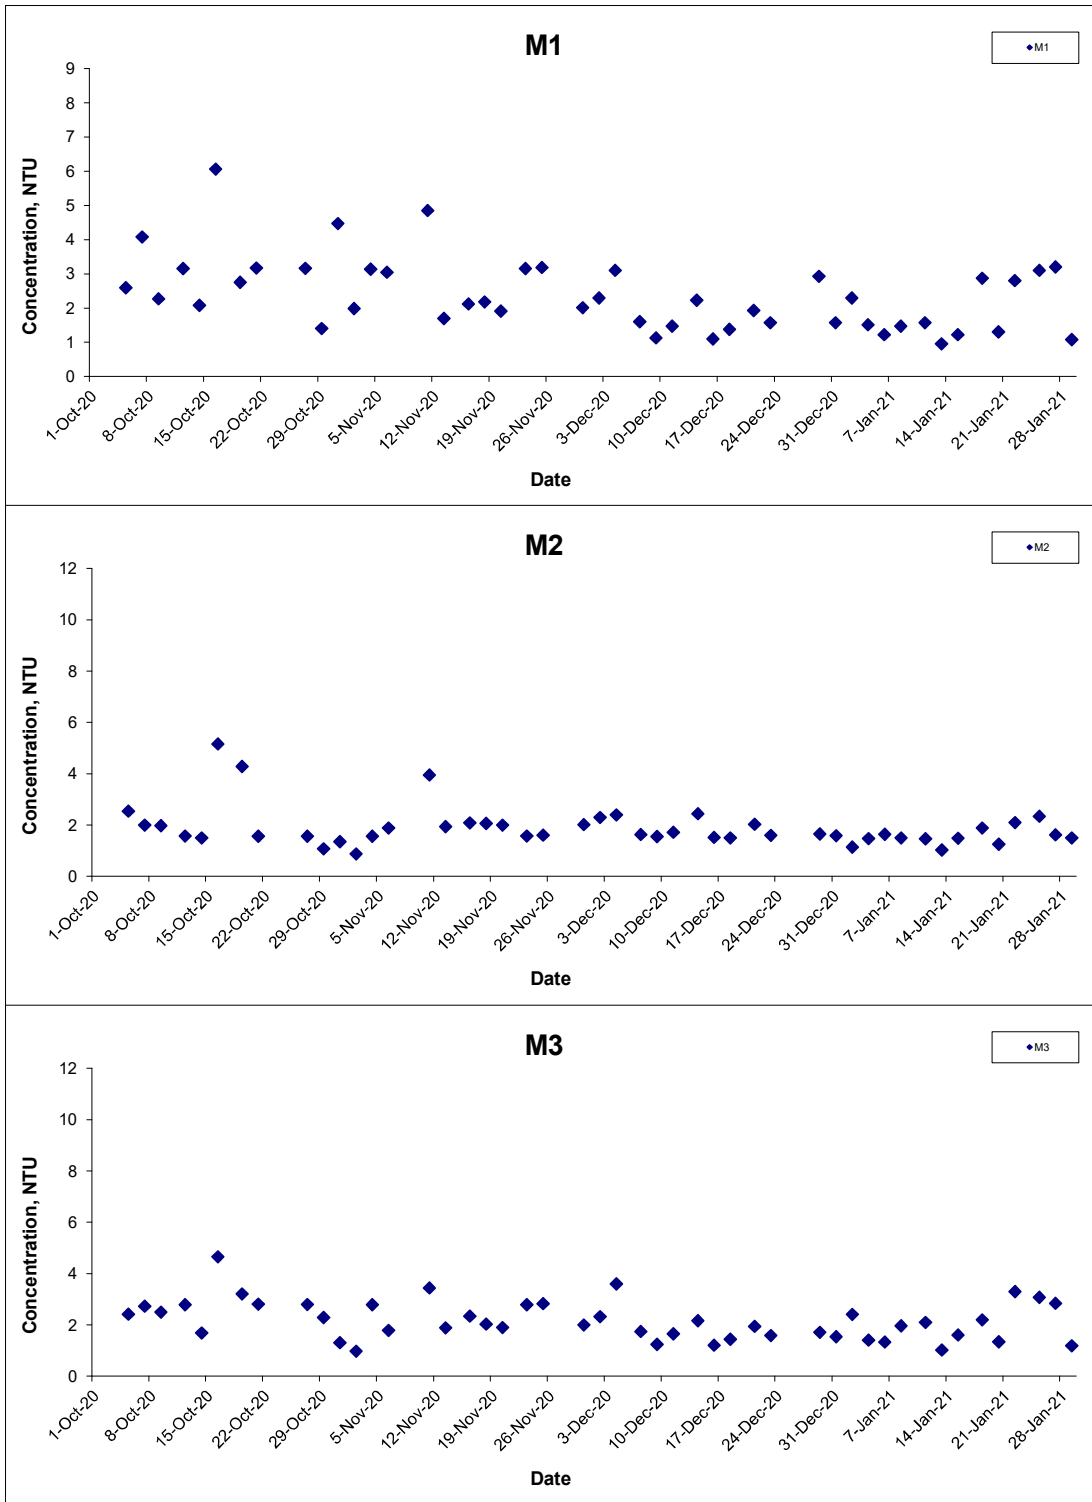 M1
M1
9
8
7
6
5
4
3
2
1
0
Concentration, NTU
1-Oct-20
8-Oct-20
15-Oct-20
22-Oct-20
29-Oct-20
5-Nov-20
12-Nov-20
19-Nov-20
26-Nov-20
3-Dec-20
10-Dec-20
17-Dec-20
24-Dec-20
31-Dec-20
7-Jan-21
14-Jan-21
21-Jan-21
28-Jan-21
Date
M2
M2
12
10
8
6
4
2
0
Concentration, NTU
1-Oct-20
8-Oct-20
15-Oct-20
22-Oct-20
29-Oct-20
5-Nov-20
12-Nov-20
19-Nov-20
26-Nov-20
3-Dec-20
10-Dec-20
17-Dec-20
24-Dec-20
31-Dec-20
7-Jan-21
14-Jan-21
21-Jan-21
28-Jan-21
Date
M3
M3
12
10
8
6
4
2
0
Concentration, NTU
1-Oct-20
8-Oct-20
15-Oct-20
22-Oct-20
29-Oct-20
5-Nov-20
12-Nov-20
19-Nov-20
26-Nov-20
3-Dec-20
10-Dec-20
17-Dec-20
24-Dec-20
31-Dec-20
7-Jan-21
14-Jan-21
21-Jan-21
28-Jan-21
Date